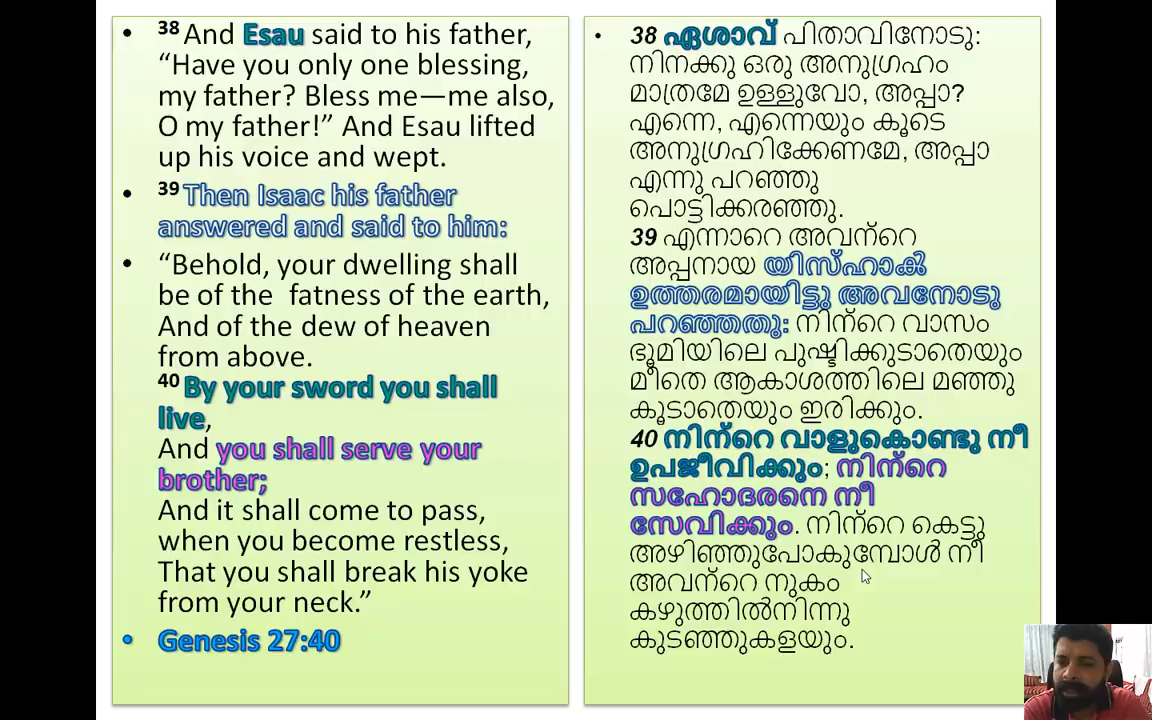 • 38 And Esau said to his father,
“Have you only one blessing,
my father? Bless me—me also,
O my father!” And Esau lifted
up his voice and wept.
• 39 Then Isaac his father
answered and said to him:
• “Behold, your dwelling shall
be of the  fatness of the earth,
And of the dew of heaven
from above.
40 By your sword you shall
live,
And you shall serve your
brother;
And it shall come to pass,
when you become restless,
That you shall break his yoke
from your neck.”
• Genesis 27:40
• 38 ഏശാവ് പിതാവിനോടു:
നിനക്കു ഒരു അനുഗ്രഹം
മാത്രമേ ഉള്ളുവോ, അപ്പാ?
എന്നെ, എന്നെയും കൂടെ
അനുഗ്രഹിക്കേണമേ, അപ്പാ
എന്നു പറഞ്ഞു
പൊട്ടിക്കരഞ്ഞു.
39 എന്നാറെ അവന്റെ
അപ്പനായ യിസ്ഹാക്‍
ഉത്തരമായിട്ടു അവനോടു
പറഞ്ഞതു: നിന്റെ വാസം
ഭൂമിയിലെ പുഷ്ടിക്കുടാതെയും
മീതെ ആകാശത്തിലെ മഞ്ഞു
കൂടാതെയും ഇരിക്കും.
40 നിന്റെ വാളുകൊണ്ടു നീ
ഉപജീവിക്കും; നിന്റെ
സഹോദരനെ നീ
സേവിക്കും. നിന്റെ കെട്ടു
അഴിഞ്ഞുപോകുമ്പോൾ നീ
അവന്റെ നുകം
കഴുത്തിൽനിന്നു
കുടഞ്ഞുകളയും.